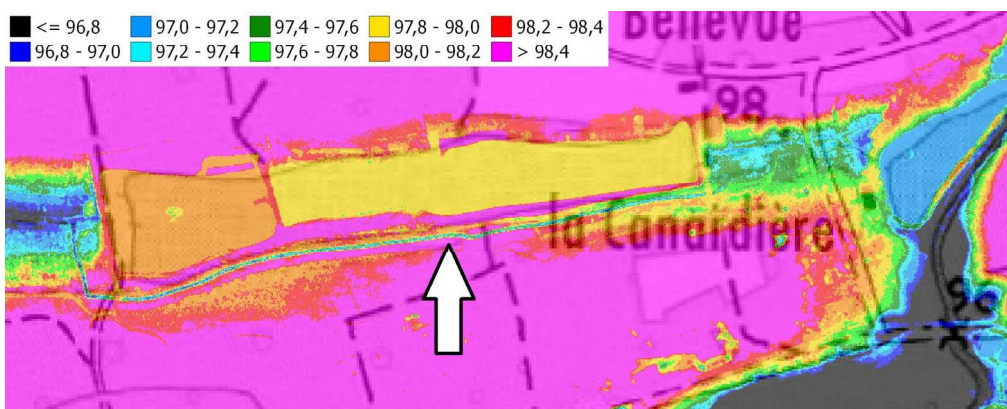 <= 96,8 97,0 - 97,2 97,4 - 97,6 97,8 - 98,0 98,2 - 98,4
96,8 - 97,0 97,2 - 97,4 97,6 - 97,8 98,0 - 98,2 > 98,4
Bellevue
98
la Canardière